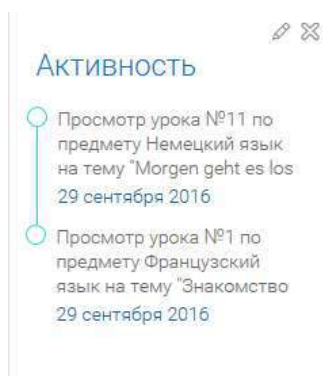 Активность
Просмотр урока №11 по
предмету Немецкий язык
на тему "Morgen geht es los
29 сентября 2016
Просмотр урока №1 по
предмету Французский
язык на тему "Знакомство
29 сентября 2016